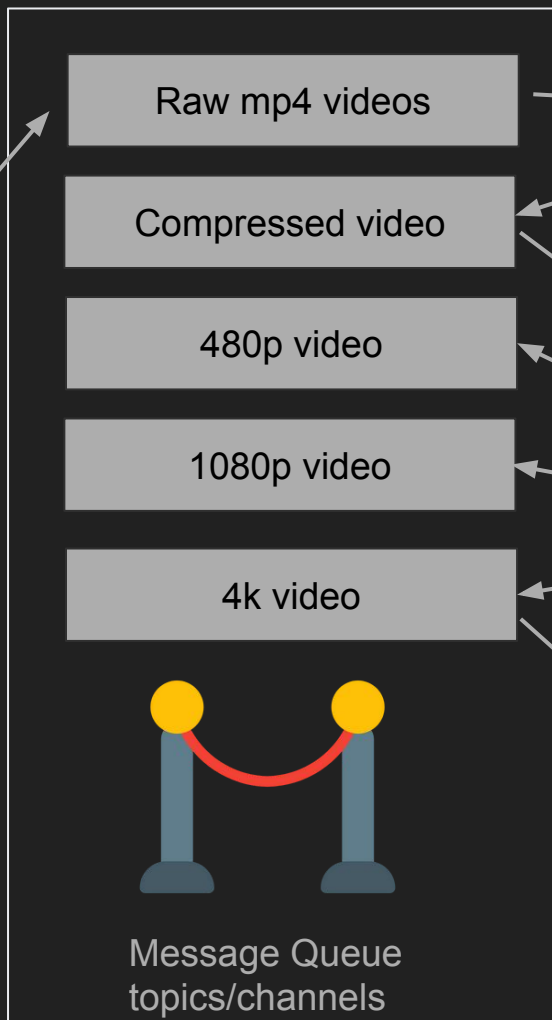 Raw mp4 videos
Compressed video
480p video
1080p video
4k video
Message Queue
topics/channels